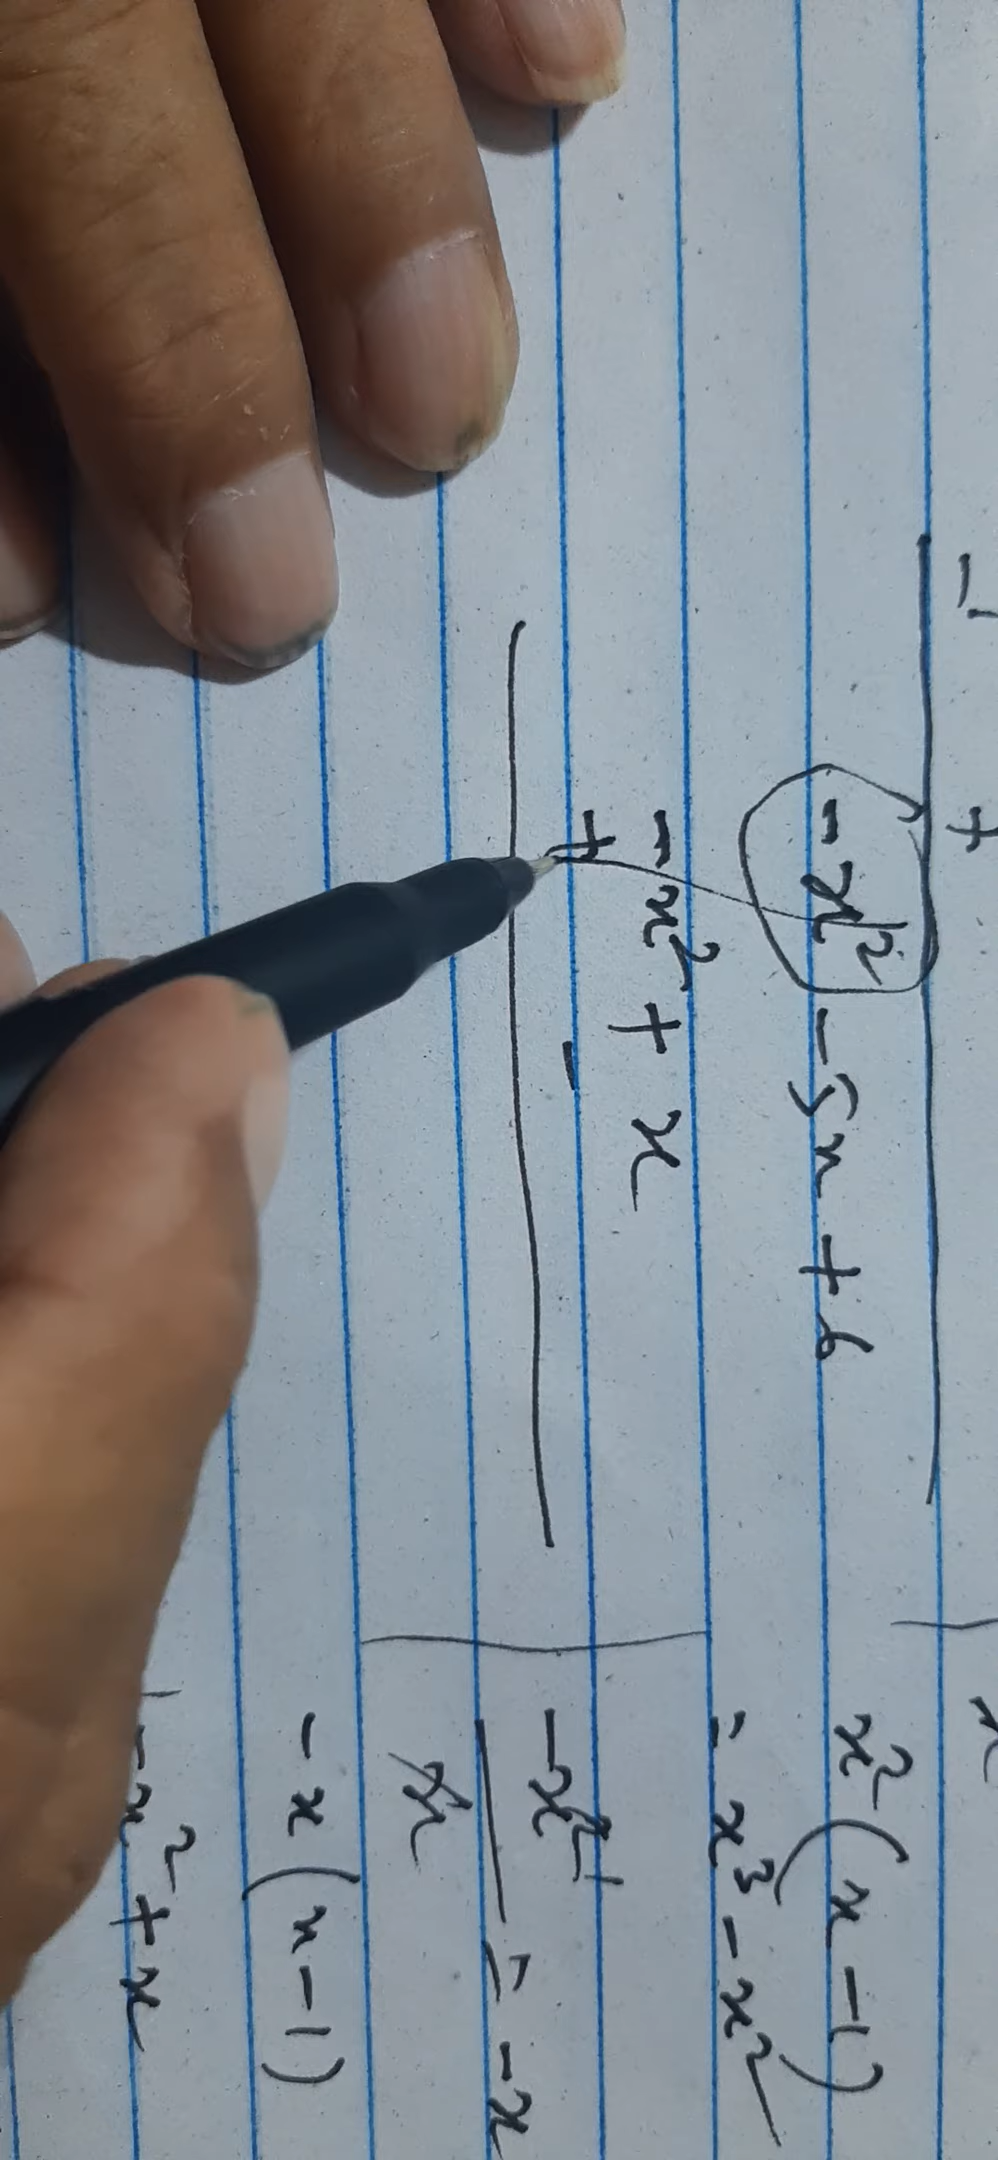 - +
-x² -5x + 6
-x² + x
+ -
x
x²(x-1)
= x³ - x²
-x²
x
= -x
-x(x-1)
-x² + x